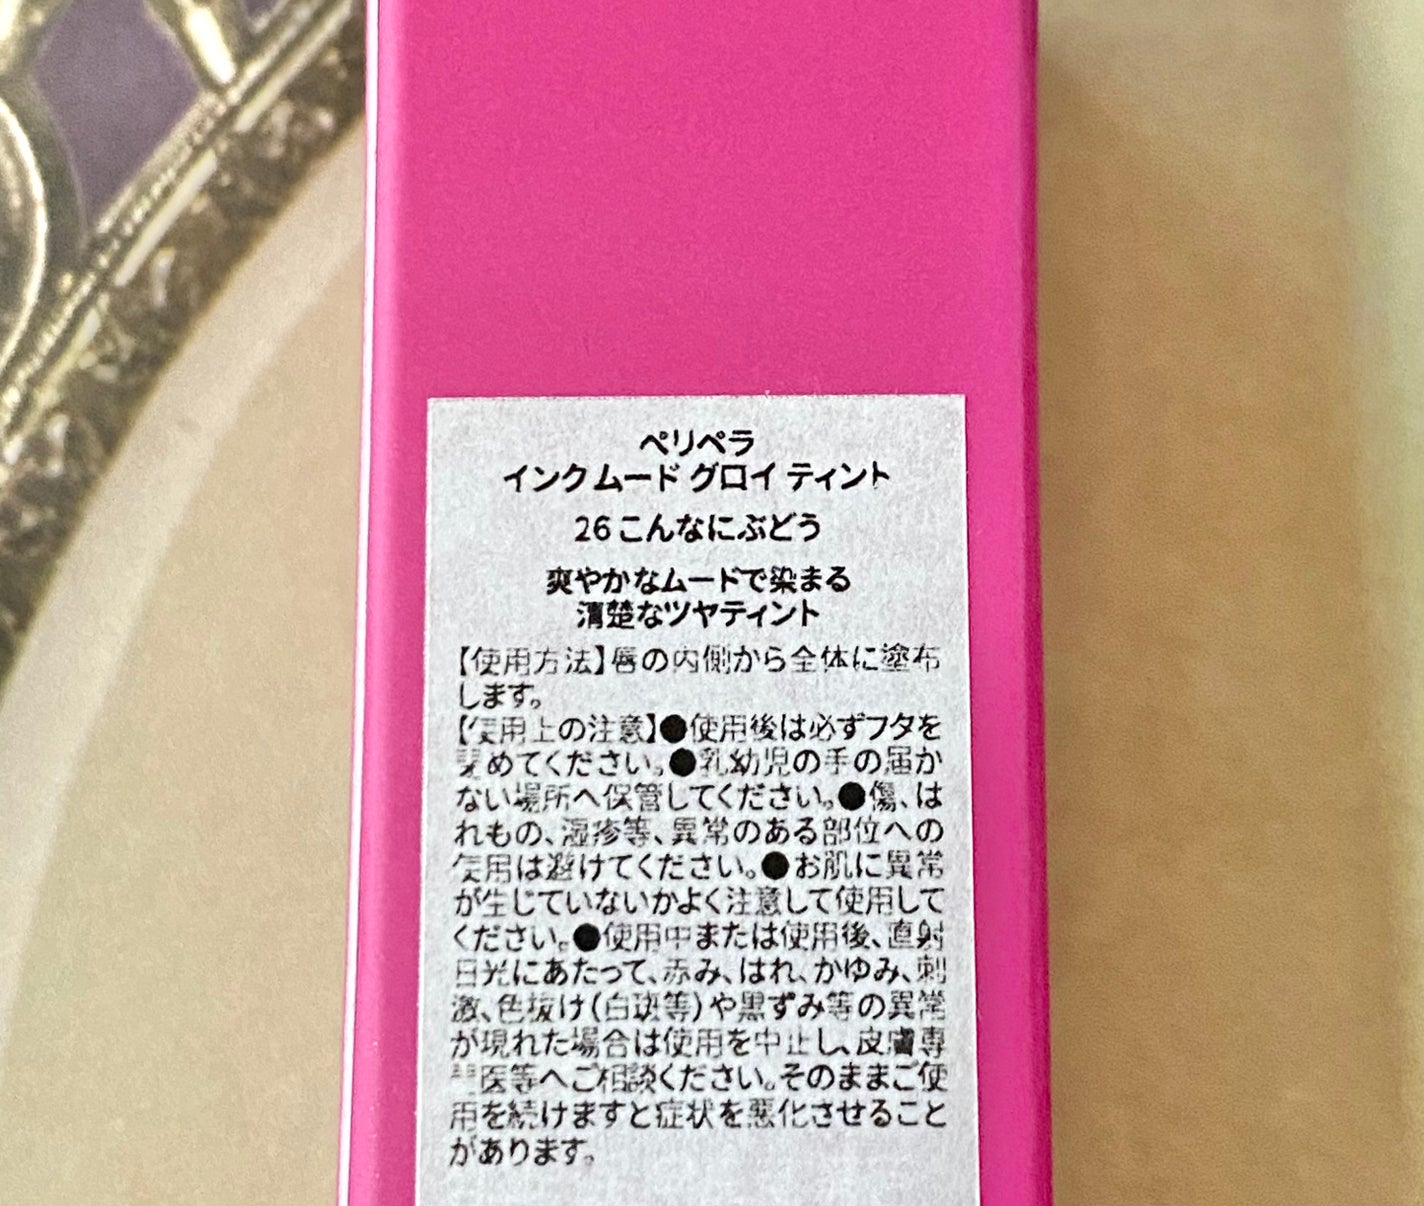 ペリペラ
インクムード グロイ ティント
26こんなにぶどう
爽やかなムードで染まる
清楚なツヤティント
【使用方法】唇の内側から全体に塗布
します。
【使用上の注意】●使用後は必ずフタを
閉めてください。●乳幼児の手の届か
ない場所へ保管してください。●傷、は
れもの、湿疹等、異常のある部位への
使用は避けてください。●お肌に異常
が生じていないかよく注意して使用して
ください。●使用中または使用後、直射
日光にあたって、赤み、はれ、かゆみ、刺
激、色抜け(白斑等)や黒ずみ等の異常
が現れた場合は使用を中止し、皮膚専
門医等へご相談ください。そのままご使
用を続けますと症状を悪化させること
があります。